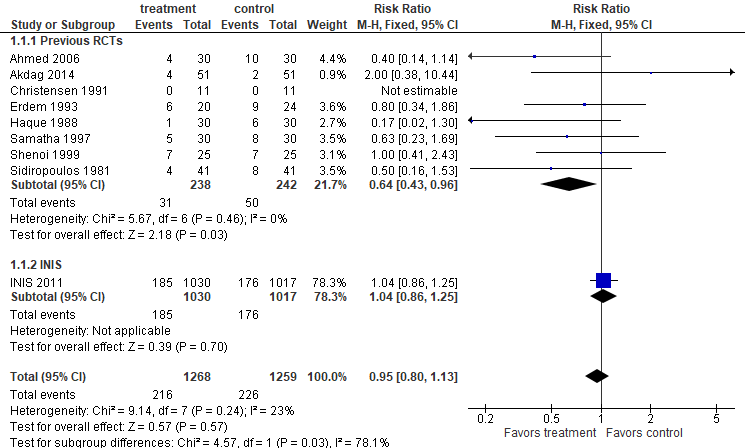 treatment control Risk Ratio Risk Ratio
Study or Subgroup Events Total Events Total Weight M-H, Fixed, 95% CI M-H, Fixed, 95% CI
1.1.1 Previous RCTs
Ahmed 2006 4 30 10 30 4.4% 0.40 [0.14, 1.14]
Akdag 2014 4 51 2 51 0.9% 2.00 [0.38, 10.44]
Christensen 1991 0 11 0 11 Not estimable
Erdem 1993 6 20 9 24 3.6% 0.80 [0.34, 1.86]
Haque 1988 1 30 6 30 2.7% 0.17 [0.02, 1.30]
Samatha 1997 5 30 8 30 3.5% 0.63 [0.23, 1.69]
Shenoi 1999 7 25 7 25 3.1% 1.00 [0.41, 2.43]
Sidiropoulos 1981 4 41 8 41 3.5% 0.50 [0.16, 1.53]
Subtotal (95% CI) 238 242 21.7% 0.64 [0.43, 0.96]
Total events 31 50
Heterogeneity: Chi² = 5.67, df = 6 (P = 0.46); I² = 0%
Test for overall effect: Z = 2.18 (P = 0.03)
1.1.2 INIS
INIS 2011 185 1030 176 1017 78.3% 1.04 [0.86, 1.25]
Subtotal (95% CI) 1030 1017 78.3% 1.04 [0.86, 1.25]
Total events 185 176
Heterogeneity: Not applicable
Test for overall effect: Z = 0.39 (P = 0.70)
Total (95% CI) 1268 1259 100.0% 0.95 [0.80, 1.13]
Total events 216 226
Heterogeneity: Chi² = 9.14, df = 7 (P = 0.24); I² = 23%
Test for overall effect: Z = 0.57 (P = 0.57)
Test for subgroup differences: Chi² = 4.57, df = 1 (P = 0.03), I² = 78.1%
0.2 0.5 1 2 5
Favors treatment Favors control